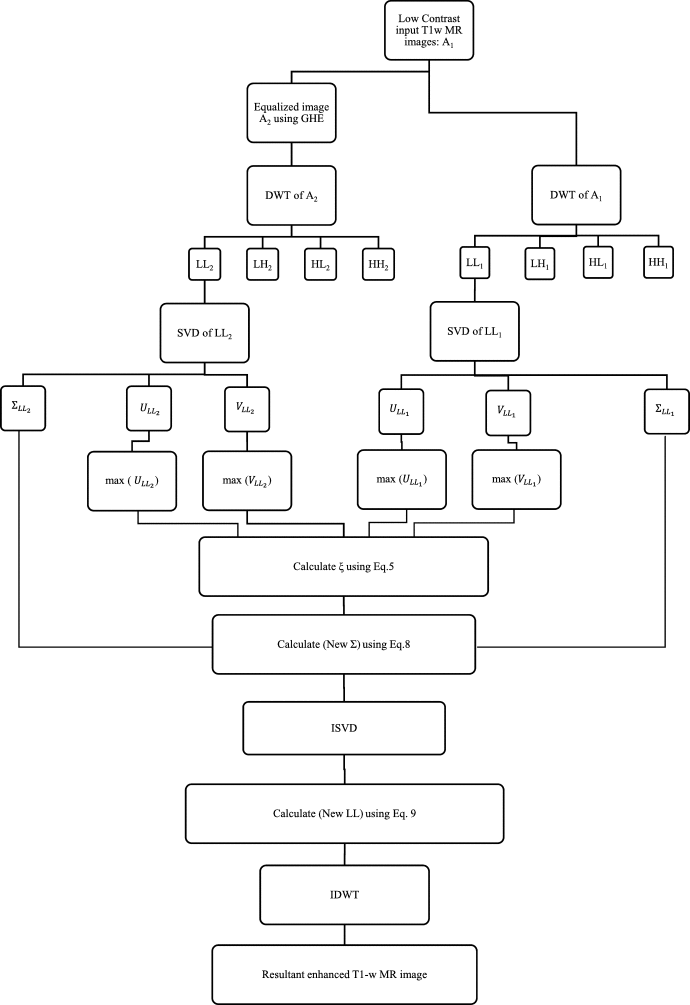 Low Contrast
input T1w MR
images: A₁
Equalized image
A₂ using GHE
DWT of A₂
DWT of A₁
LL₂
LH₂
HL₂
HH₂
LL₁
LH₁
HL₁
HH₁
SVD of LL₂
SVD of LL₁
Σ_LL₂
U_LL₂
V_LL₂
U_LL₁
V_LL₁
Σ_LL₁
max ( U_LL₂)
max (V_LL₂)
max (U_LL₁)
max (V_LL₁)
Calculate ξ using Eq.5
Calculate (New Σ) using Eq.8
ISVD
Calculate (New LL) using Eq. 9
IDWT
Resultant enhanced T1-w MR image